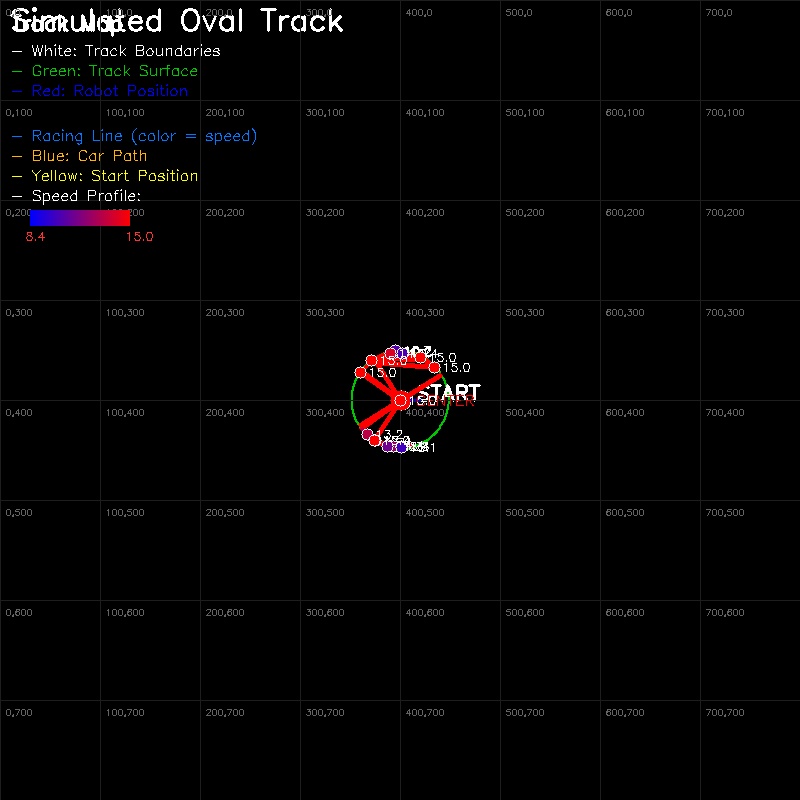 Simulated Oval Track
Track Map
— White: Track Boundaries
— Green: Track Surface
— Red: Robot Position
— Racing Line (color = speed)
— Blue: Car Path
— Yellow: Start Position
— Speed Profile:
8.4 15.0
0,0 100,0 200,0 300,0 400,0 500,0 600,0 700,0
0,100 100,100 200,100 300,100 400,100 500,100 600,100 700,100
0,200 100,200 200,200 300,200 400,200 500,200 600,200 700,200
0,300 100,300 200,300 300,300 400,300 500,300 600,300 700,300
15.0 15.0
15.0 15.0
START
15.0 CENTER
0,400 100,400 200,400 300,400 400,400 500,400 600,400 700,400
13.2
0,500 100,500 200,500 300,500 400,500 500,500 600,500 700,500
0,600 100,600 200,600 300,600 400,600 500,600 600,600 700,600
0,700 100,700 200,700 300,700 400,700 500,700 600,700 700,700